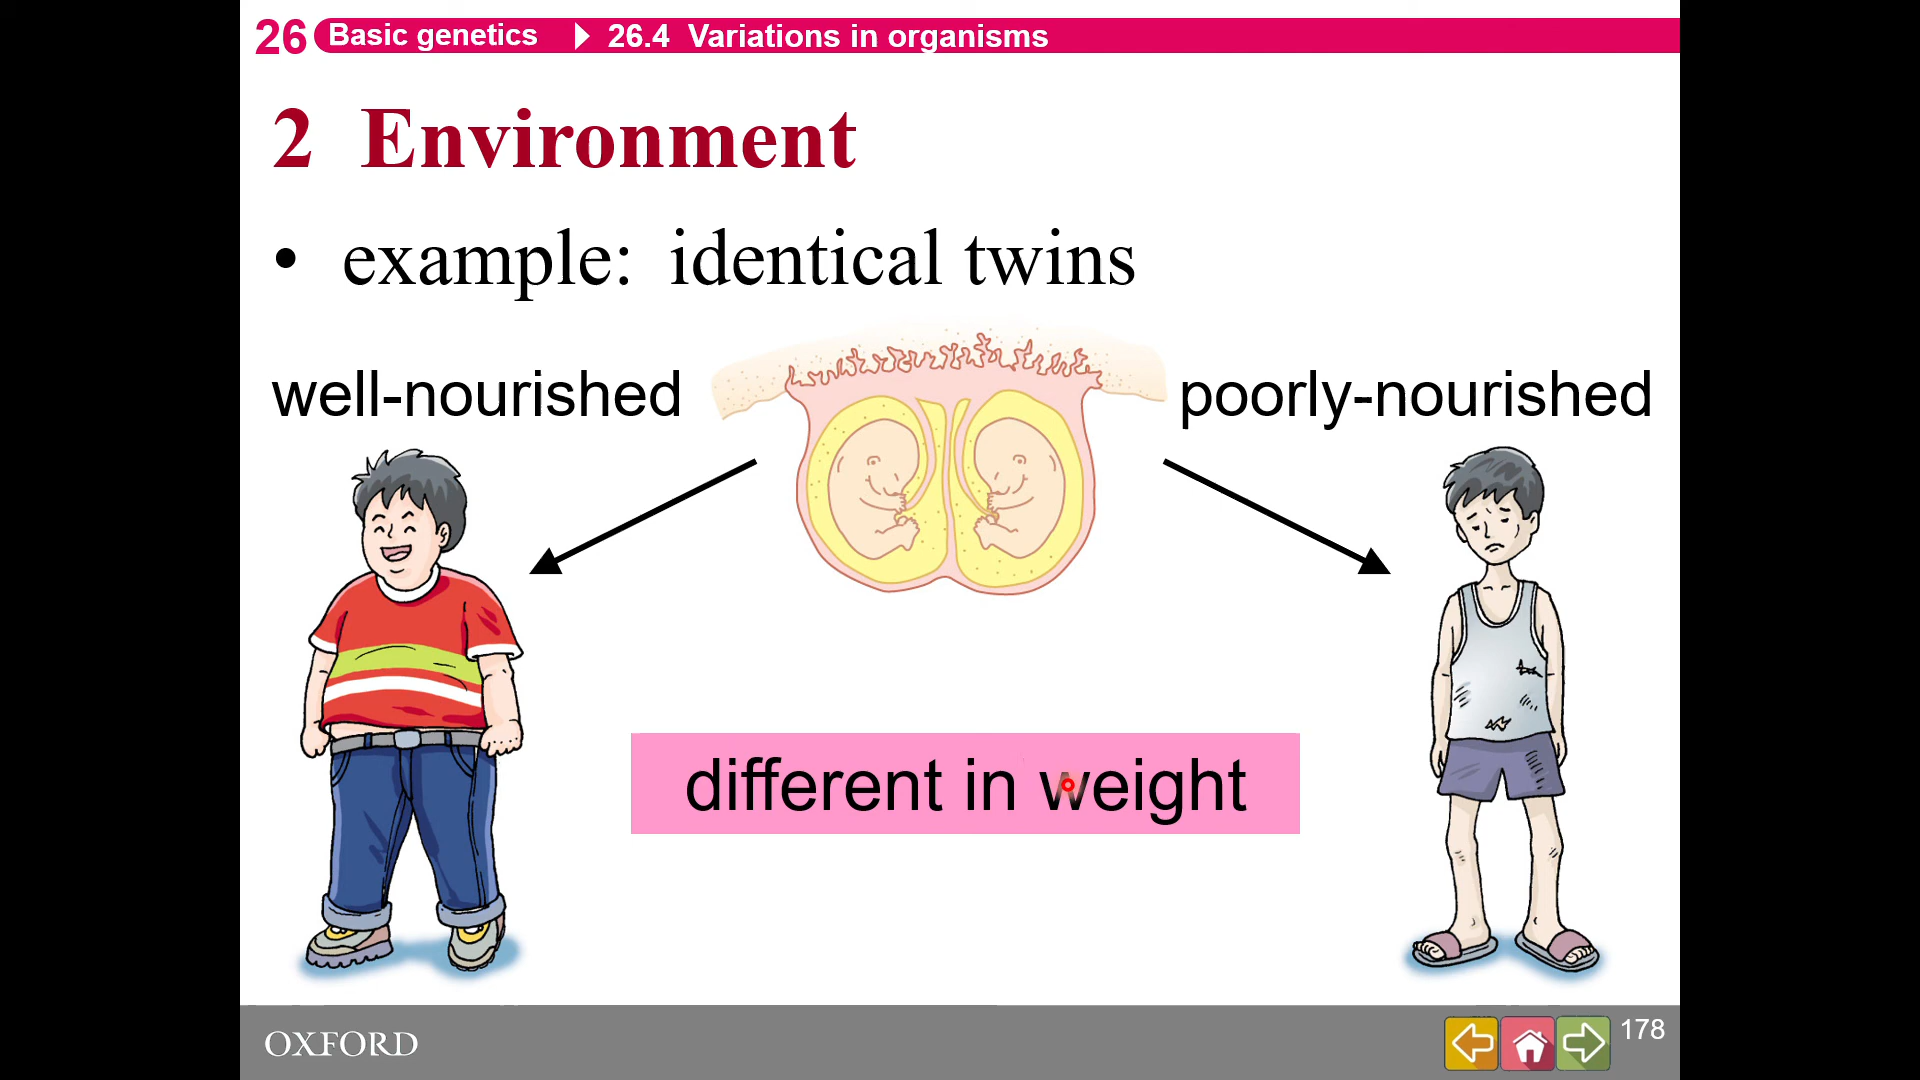 26 Basic genetics 26.4 Variations in organisms
2 Environment
• example: identical twins
well-nourished
poorly-nourished
different in weight
OXFORD
178